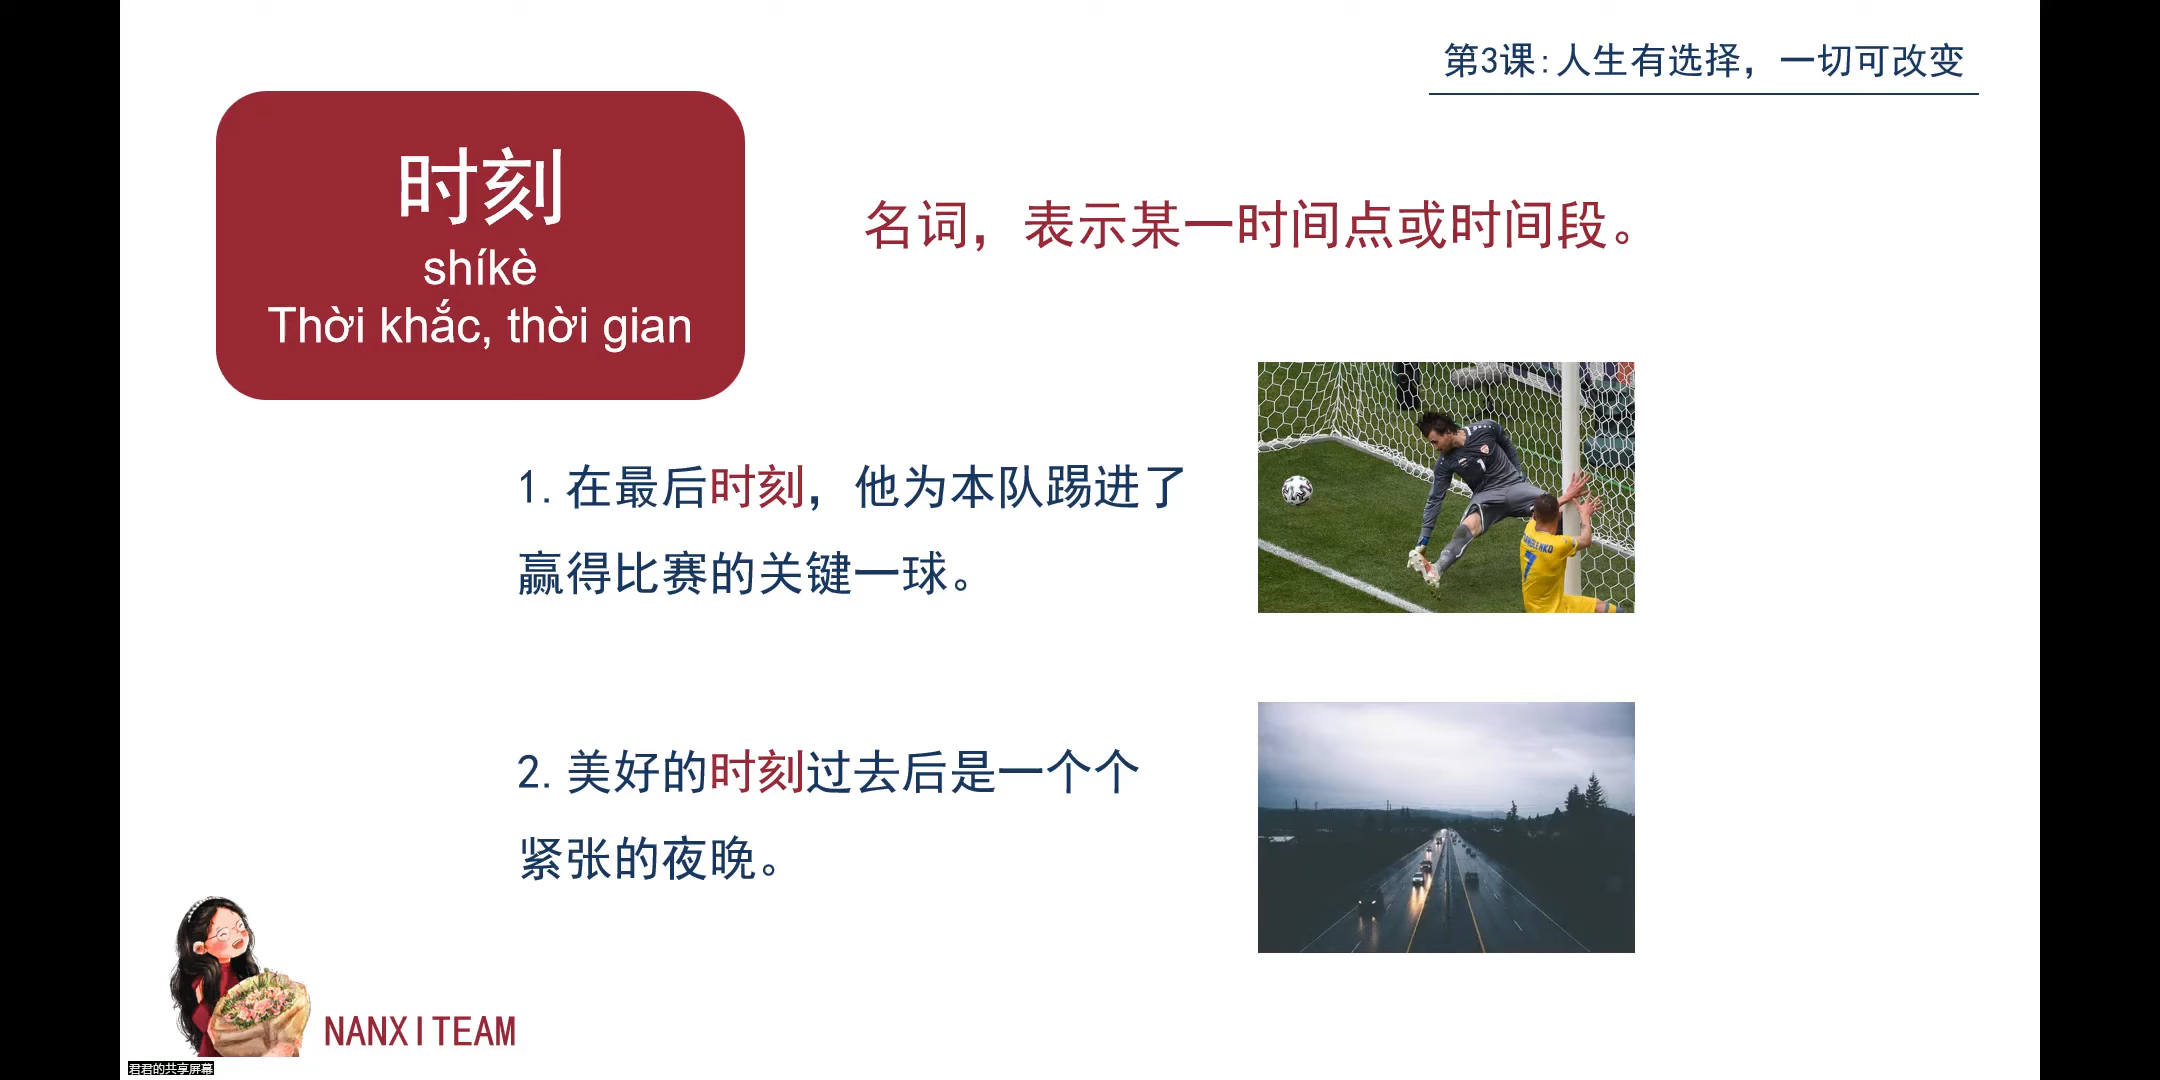 第3课:人生有选择，一切可改变
时刻
shíkè
Thời khắc, thời gian
名词，表示某一时间点或时间段。
1.在最后时刻，他为本队踢进了
赢得比赛的关键一球。
2.美好的时刻过去后是一个个
紧张的夜晚。
NANXITEAM
君君的共享屏幕